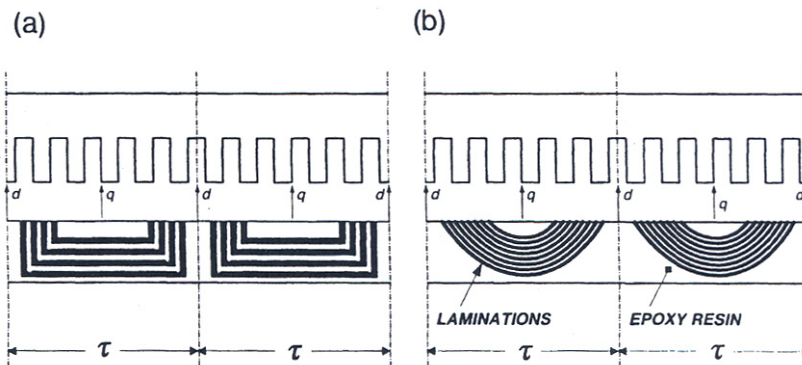 (a)
(b)
d q d q d
d q d q
LAMINATIONS
EPOXY RESIN
τ τ
τ τ